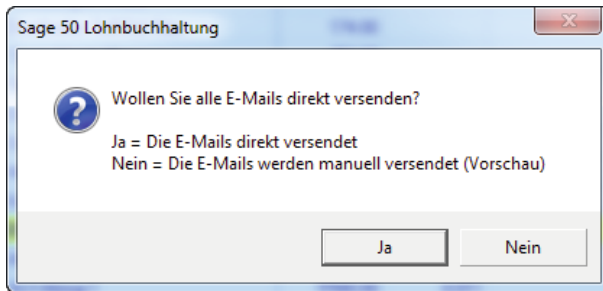 Sage 50 Lohnbuchhaltung
Wollen Sie alle E-Mails direkt versenden?
Ja = Die E-Mails direkt versendet
Nein = Die E-Mails werden manuell versendet (Vorschau)
Ja
Nein